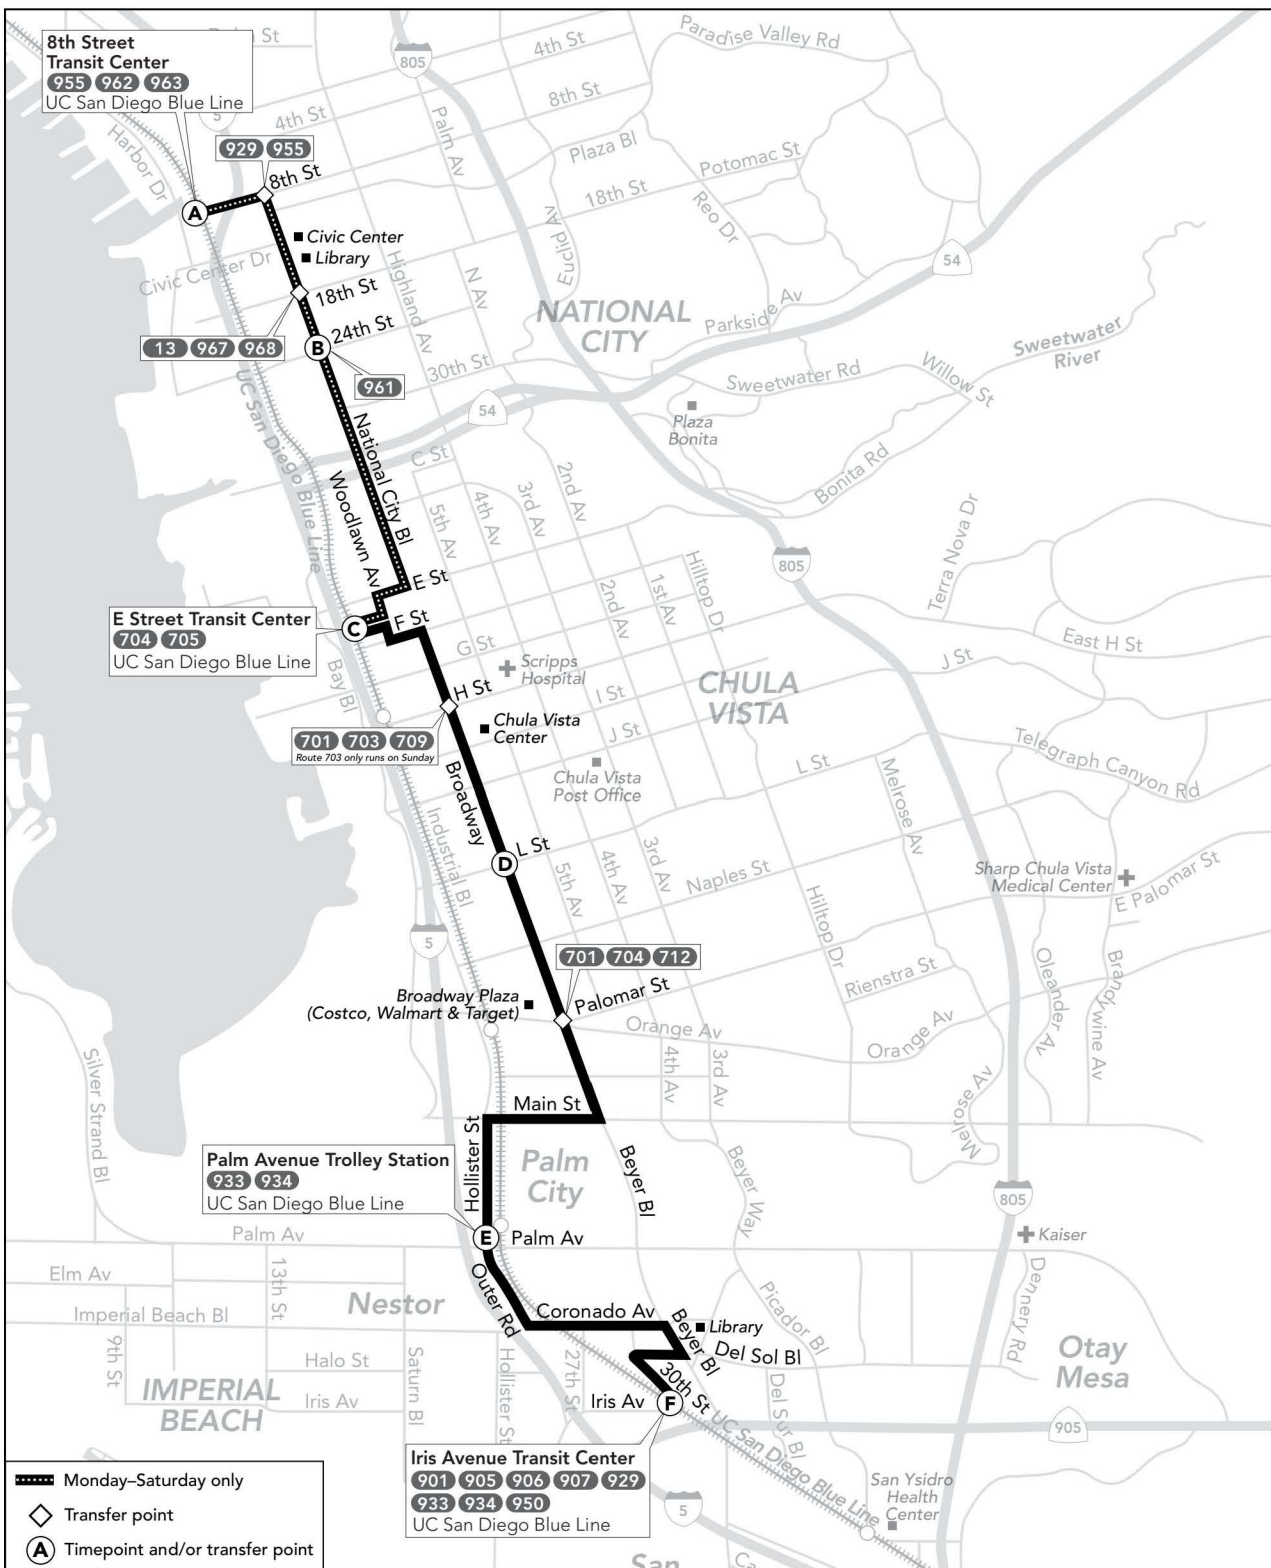 8th Street
Transit Center
955 962 963
UC San Diego Blue Line
St
4th St
Paradise Valley Rd
805
8th St
5
4th St
Harbor Dr
Palm Av
929 955
Plaza Bl
Potomac St
8th St
18th St
A
Reo Dr
Euclid Av
Civic Center
Library
Civic Center Dr
Highland Av
N Av
54
18th St
NATIONAL
CITY
Parkside Av
13 967 968
24th St
B
Sweetwater
River
961
30th St
Sweetwater Rd
Willow St
UC San Diego Blue Line
54
Plaza
Bonita
National City Bl
C St
Bonita Rd
Woodlawn Av
2nd Av
3rd Av
4th Av
5th Av
Terra Nova Dr
805
Hilltop Dr
E St
1st Av
2nd Av
E Street Transit Center
704 705
UC San Diego Blue Line
C
F St
East H St
G St
J St
Bay Bl
Scripps
Hospital
CHULA
VISTA
H St
I St
701 703 709
Route 703 only runs on Sunday
Chula Vista
Center
J St
Telegraph Canyon Rd
Broadway
Chula Vista
Post Office
L St
Melrose Av
Industrial Bl
L St
D
3rd Av
4th Av
5th Av
Naples St
Sharp Chula Vista
Medical Center
E Palomar St
Hilltop Dr
5
701 704 712
Oleander Av
Brandywine Av
Rienstra St
Broadway Plaza
(Costco, Walmart & Target)
Palomar St
Orange Av
Orange Av
4th Av
3rd Av
Silver Strand Bl
Melrose Av
Main St
Hollister St
Palm Avenue Trolley Station
933 934
UC San Diego Blue Line
Palm
City
Beyer Bl
Beyer Way
805
E
Palm Av
Palm Av
Kaiser
Elm Av
13th St
Outer Rd
Dennery Rd
Nestor
Picador Bl
Imperial Beach Bl
Coronado Av
Beyer Bl
Library
9th St
Halo St
Saturn Bl
Hollister St
27th St
Del Sol Bl
Otay
Mesa
IMPERIAL
BEACH
Iris Av
Iris Av
30th St
F
Del Sur Bl
905
UC San Diego Blue Line
Iris Avenue Transit Center
901 905 906 907 929
933 934 950
UC San Diego Blue Line
San Ysidro
Health
Center
5
Monday–Saturday only
Transfer point
A Timepoint and/or transfer point
San